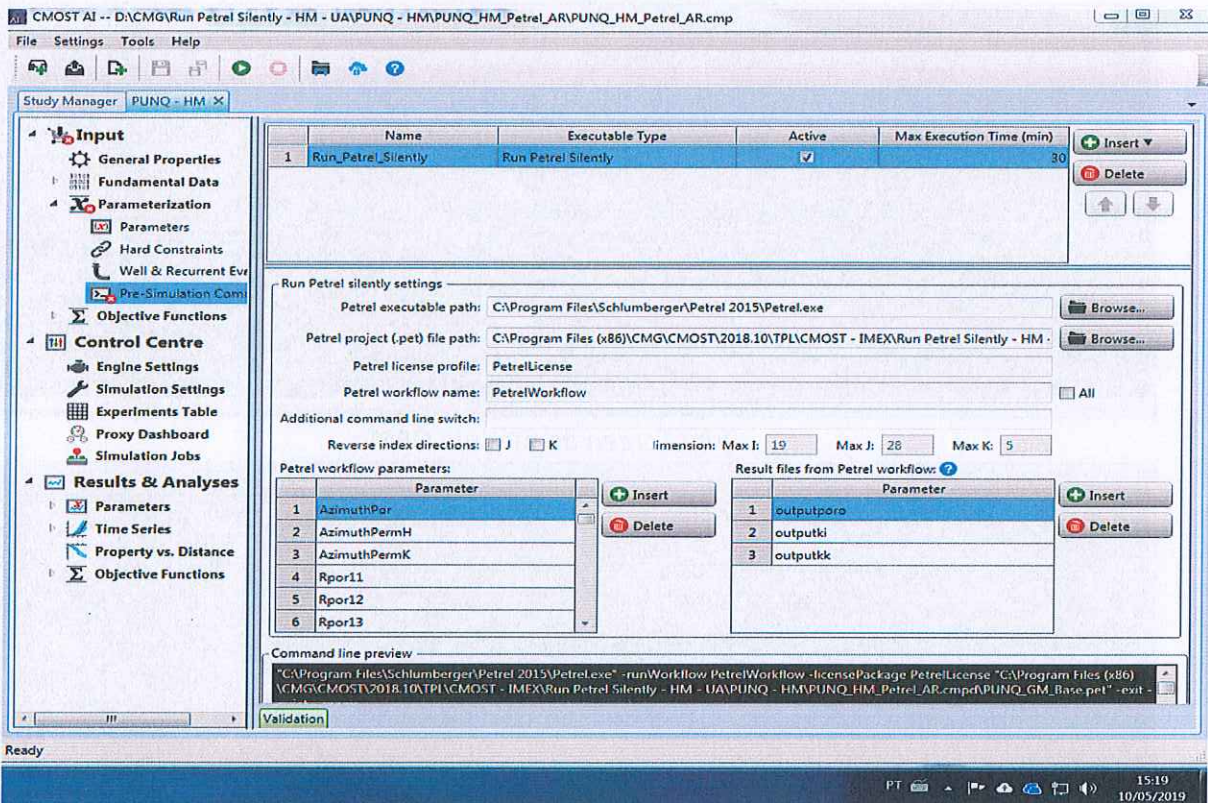 CMOST AI -- D:\CMG\Run Petrel Silently - HM - UA\PUNQ - HM\PUNQ_HM_Petrel_AR\PUNQ_HM_Petrel_AR.cmp
File Settings Tools Help
Study Manager PUNQ - HM
Input
General Properties
Fundamental Data
Parameterization
Parameters
Hard Constraints
Well & Recurrent Eve
Pre-Simulation Com
Objective Functions
Control Centre
Engine Settings
Simulation Settings
Experiments Table
Proxy Dashboard
Simulation Jobs
Results & Analyses
Parameters
Time Series
Property vs. Distance
Objective Functions
Name Executable Type Active Max Execution Time (min)
1 Run_Petrel_Silently Run Petrel Silently 30
Insert
Delete
Run Petrel silently settings
Petrel executable path: C:\Program Files\Schlumberger\Petrel 2015\Petrel.exe Browse...
Petrel project (.pet) file path: C:\Program Files (x86)\CMG\CMOST\2018.10\TPL\CMOST - IMEX\Run Petrel Silently - HM - Browse...
Petrel license profile: PetrelLicense
Petrel workflow name: PetrelWorkflow All
Additional command line switch:
Reverse index directions: J K limension: Max I: 19 Max J: 28 Max K: 5
Petrel workflow parameters:
Parameter
1 AzimuthPor
2 AzimuthPermH
3 AzimuthPermK
4 Rpor11
5 Rpor12
6 Rpor13
Insert
Delete
Result files from Petrel workflow:
Parameter
1 outputporo
2 outputki
3 outputkk
Insert
Delete
Command line preview
"C:\Program Files\Schlumberger\Petrel 2015\Petrel.exe" -runWorkflow PetrelWorkflow -licensePackage PetrelLicense "C:\Program Files (x86)
\CMG\CMOST\2018.10\TPL\CMOST - IMEX\Run Petrel Silently - HM - UA\PUNQ - HM\PUNQ_HM_Petrel_AR.cmpd\PUNQ_GM_Base.pet" -exit -
Validation
Ready
PT 15:19
10/05/2019